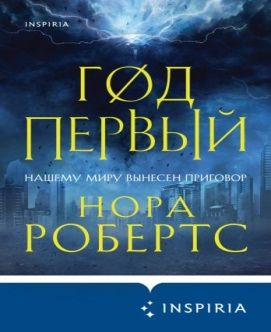 INSPIRIA
ГØД
ПЕРВЫЙ
НАШЕМУ МИРУ ВЫНЕСЕН ПРИГОВОР
НОРА
РОБЕРТС
INSPIRIA